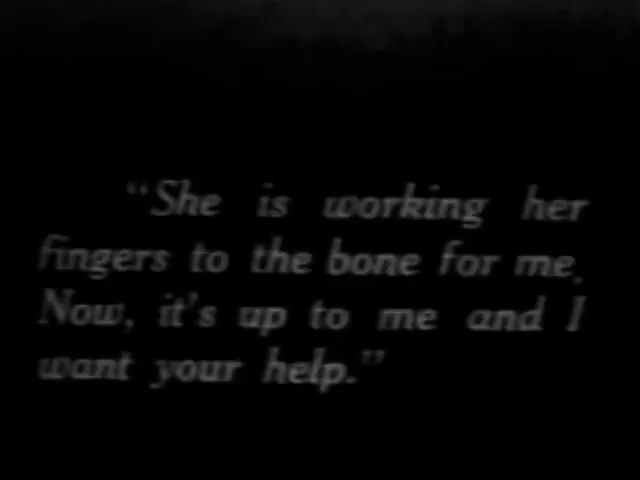 “She is working her
fingers to the bone for me.
Now, it's up to me and I
want your help.”